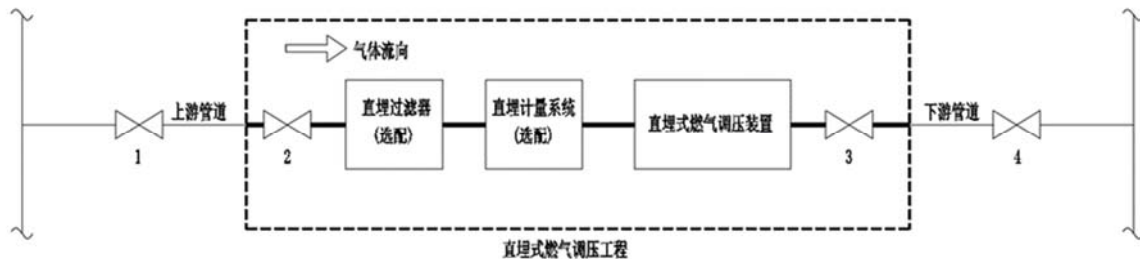 气体流向
上游管道
直埋过滤器
(选配)
直埋计量系统
(选配)
直埋式燃气调压装置
下游管道
1
2
3
4
直埋式燃气调压工程